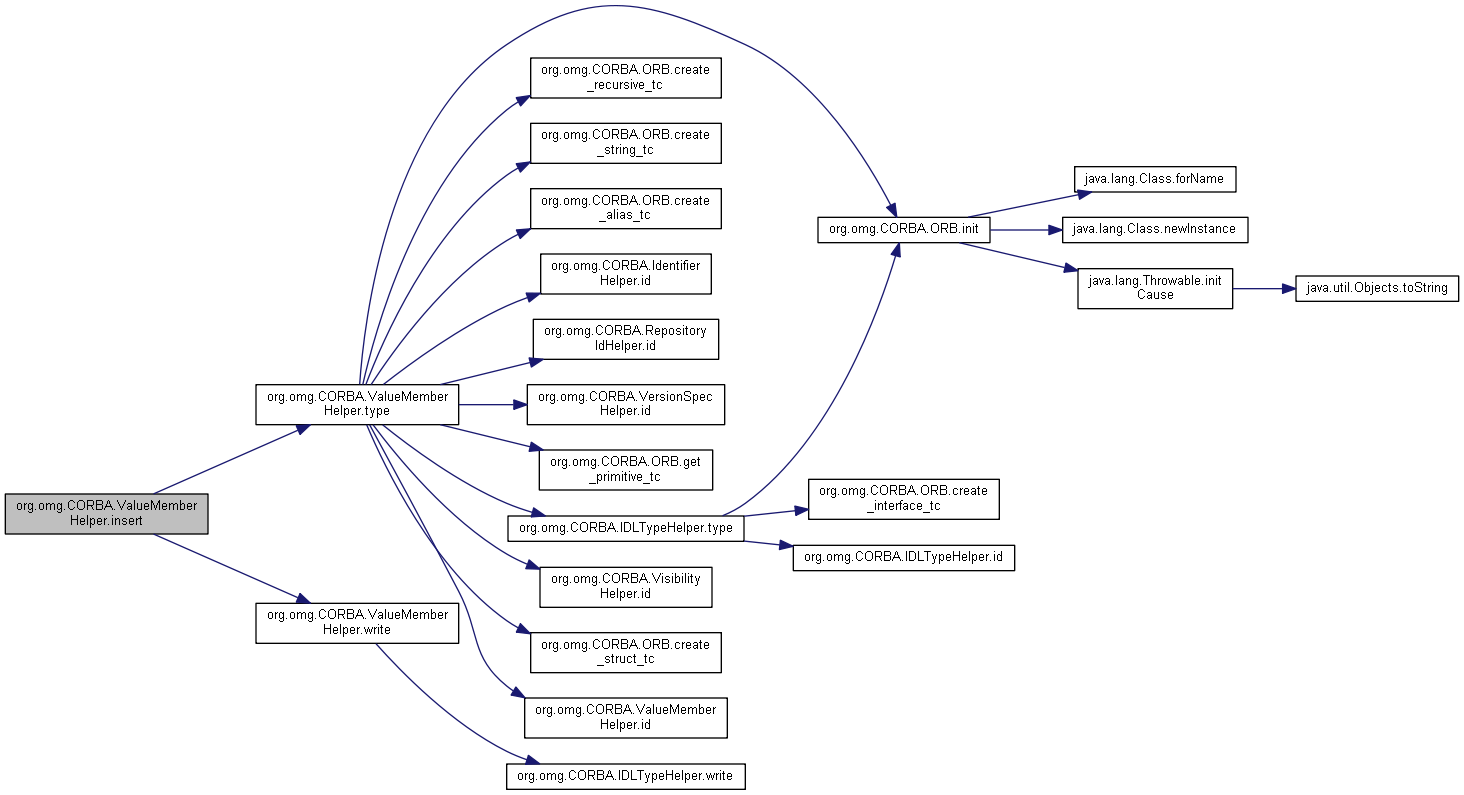 org.omg.CORBA.ValueMember
Helper.insert
org.omg.CORBA.ValueMember
Helper.type
org.omg.CORBA.ValueMember
Helper.write
org.omg.CORBA.ORB.create
_recursive_tc
org.omg.CORBA.ORB.create
_string_tc
org.omg.CORBA.ORB.create
_alias_tc
org.omg.CORBA.Identifier
Helper.id
org.omg.CORBA.Repository
IdHelper.id
org.omg.CORBA.VersionSpec
Helper.id
org.omg.CORBA.ORB.get
_primitive_tc
org.omg.CORBA.IDLTypeHelper.type
org.omg.CORBA.Visibility
Helper.id
org.omg.CORBA.ORB.create
_struct_tc
org.omg.CORBA.ValueMember
Helper.id
org.omg.CORBA.IDLTypeHelper.write
org.omg.CORBA.ORB.init
org.omg.CORBA.ORB.create
_interface_tc
org.omg.CORBA.IDLTypeHelper.id
java.lang.Class.forName
java.lang.Class.newInstance
java.lang.Throwable.init
Cause
java.util.Objects.toString